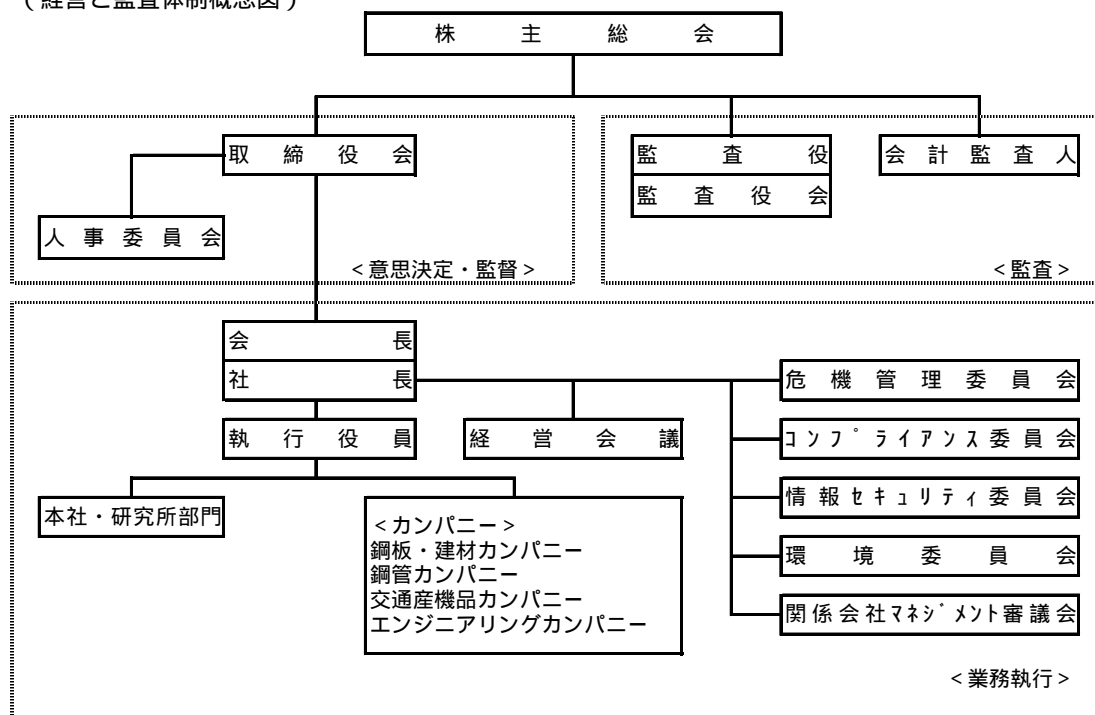 (経営と監査体制概念図)
株主総会
取締役会
監査役
会計監査人
監査役会
人事委員会
<意思決定・監督>
<監査>
会長
社長
危機管理委員会
執行役員
経営会議
コンプライアンス委員会
本社・研究所部門
情報セキュリティ委員会
<カンパニー>
鋼板・建材カンパニー
鋼管カンパニー
交通産機品カンパニー
エンジニアリングカンパニー
環境委員会
関係会社マネジメント審議会
<業務執行>